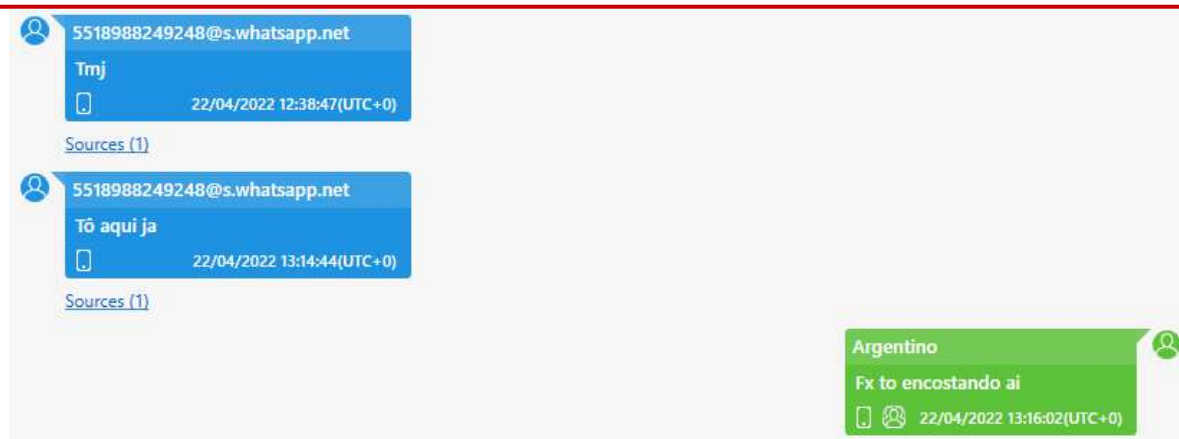 5518988249248@s.whatsapp.net
Tmj
22/04/2022 12:38:47(UTC+0)
Sources (1)
5518988249248@s.whatsapp.net
Tô aqui ja
22/04/2022 13:14:44(UTC+0)
Sources (1)
Argentino
Fx to encostando ai
22/04/2022 13:16:02(UTC+0)